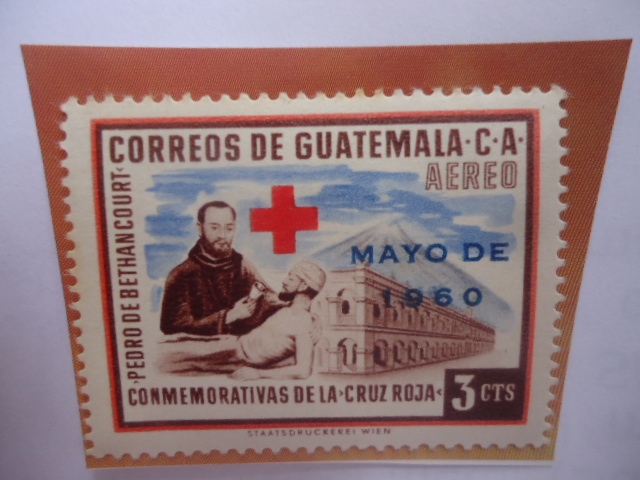 CORREOS DE GUATEMALA·C·A·
AEREO
›PEDRO DE BETHANCOURT‹
MAYO DE
1960
CONMEMORATIVAS DE LA ›CRUZ ROJA‹
3 CTS
STAATSDRUCKEREI WIEN